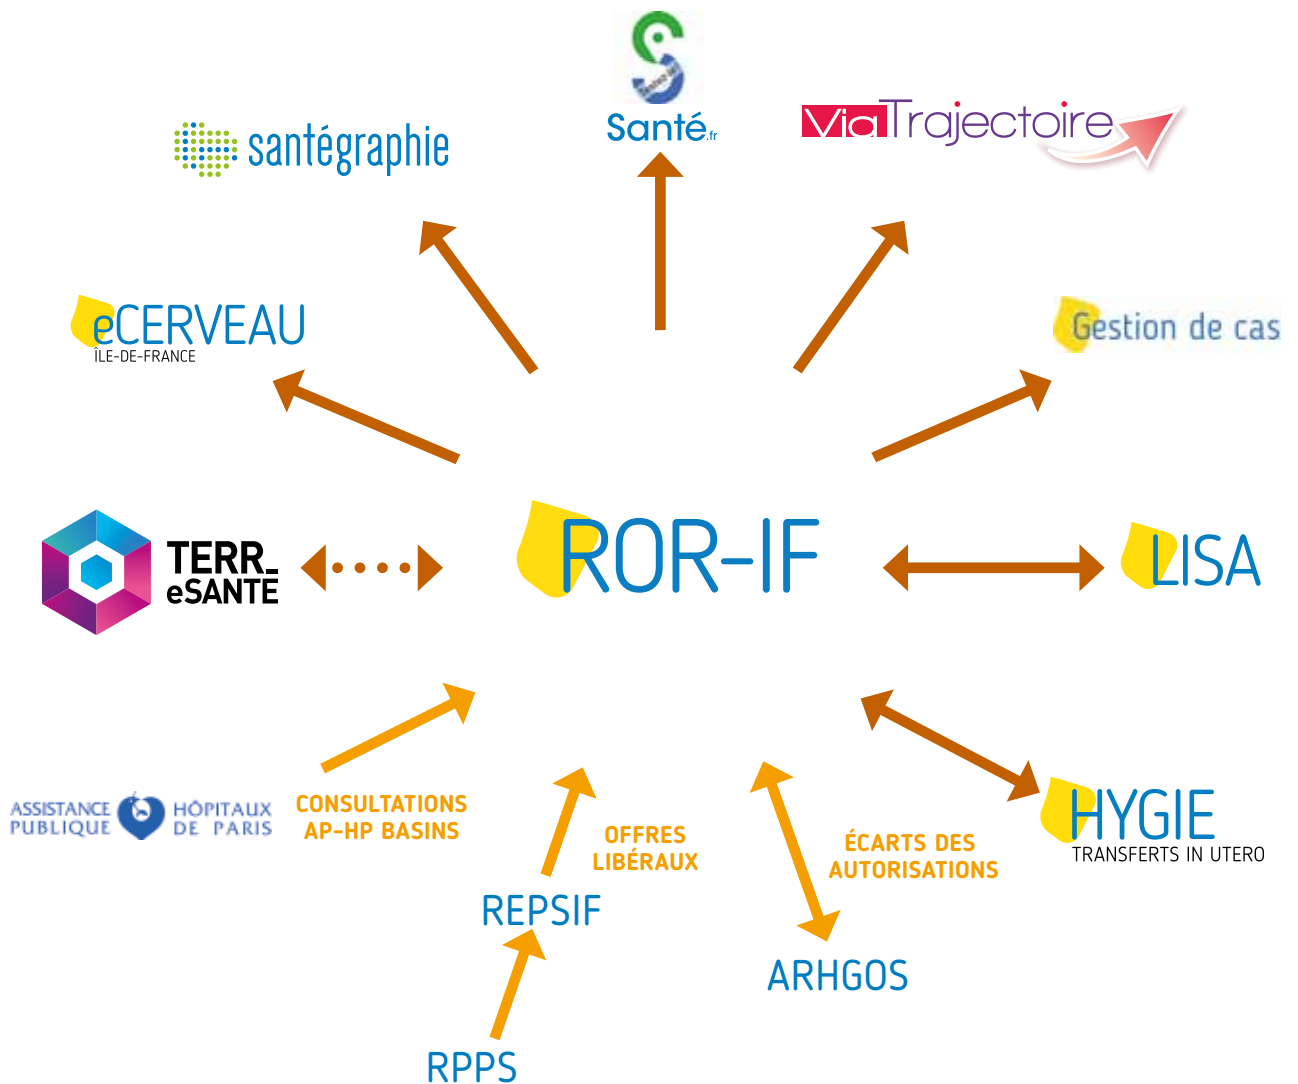 Santé.fr
ViaTrajectoire
santégraphie
eCERVEAU
ÎLE-DE-FRANCE
Gestion de cas
ROR-IF
LISA
TERR_
eSANTE
ASSISTANCE
PUBLIQUE
HÔPITAUX
DE PARIS
CONSULTATIONS
AP-HP BASINS
OFFRES
LIBÉRAUX
ÉCARTS DES
AUTORISATIONS
HYGIE
TRANSFERTS IN UTERO
REPSIF
ARHGOS
RPPS